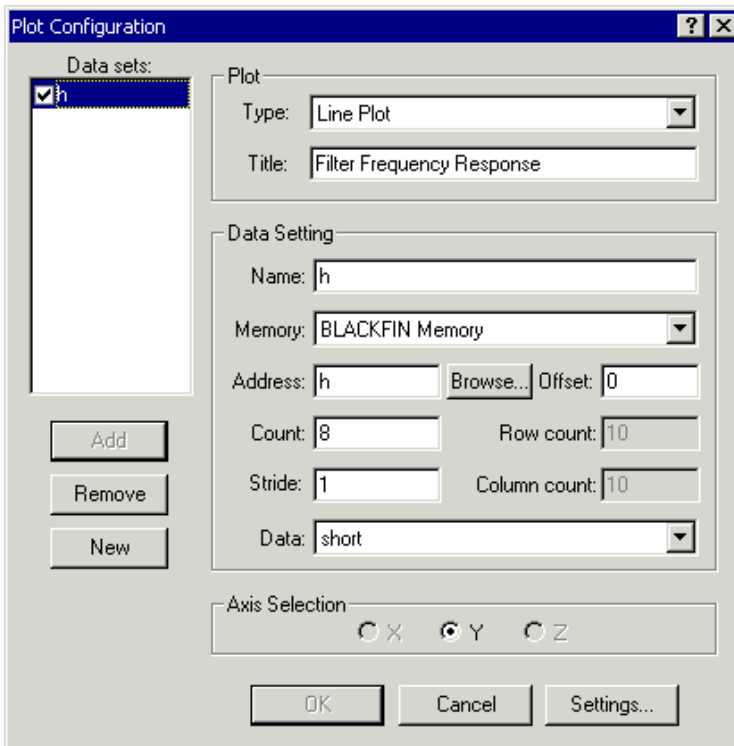 Plot Configuration
Data sets:
h
Add
Remove
New
Plot
Type: Line Plot
Title: Filter Frequency Response
Data Setting
Name: h
Memory: BLACKFIN Memory
Address: h Browse... Offset: 0
Count: 8 Row count: 10
Stride: 1 Column count: 10
Data: short
Axis Selection
X Y Z
OK Cancel Settings...